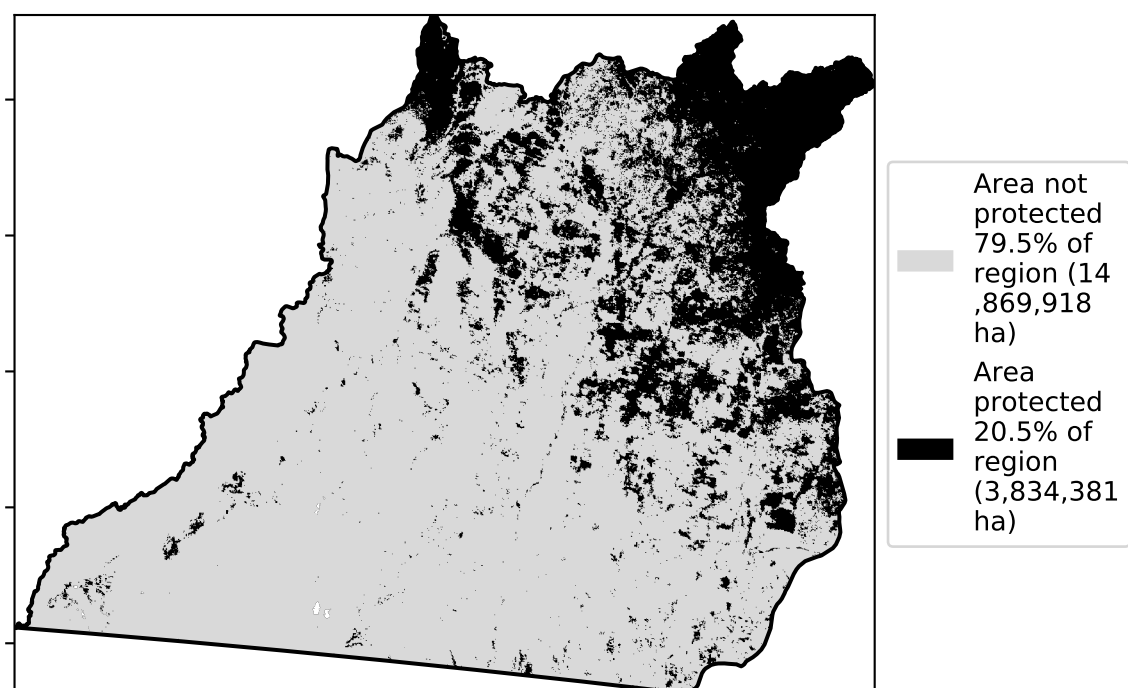 Area not
protected
79.5% of
region (14
,869,918
ha)
Area
protected
20.5% of
region
(3,834,381
ha)